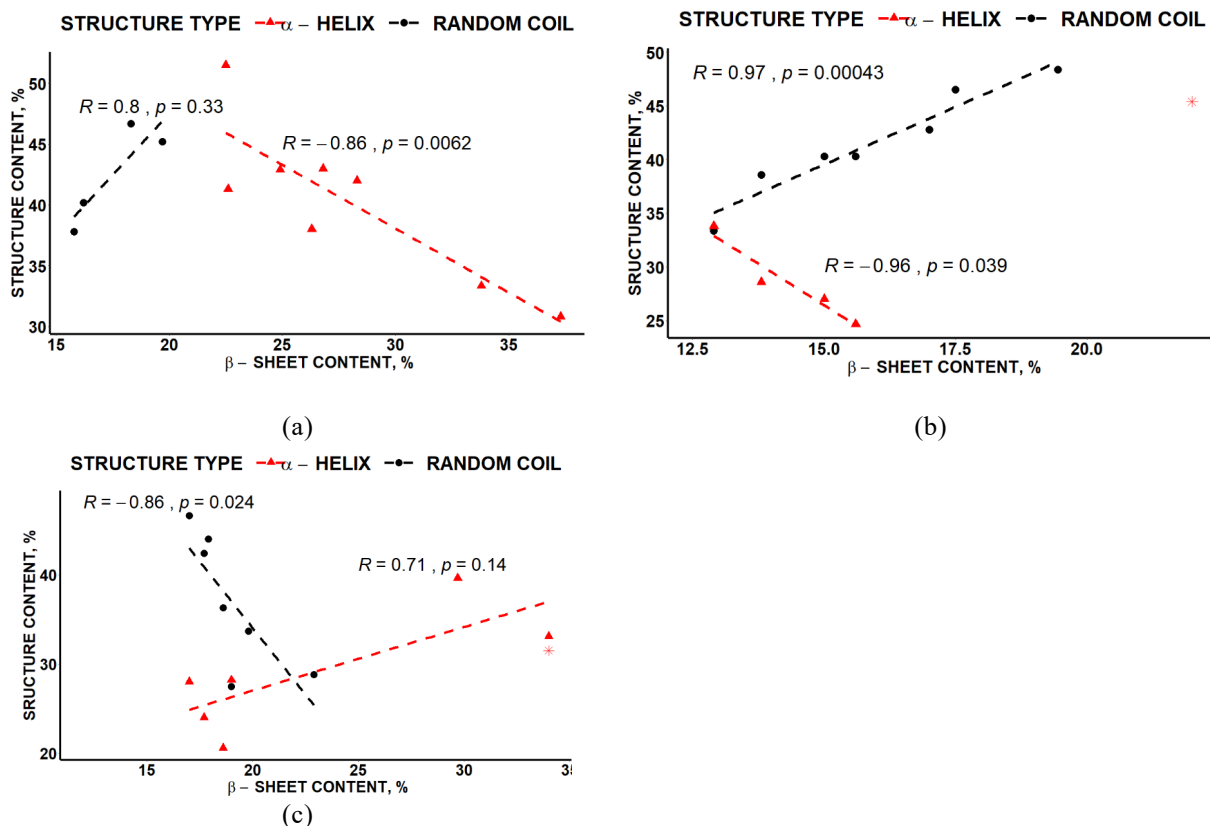 STRUCTURE TYPE α – HELIX RANDOM COIL
STRUCTURE CONTENT, %
50
45
40
35
30
R = 0.8 , p = 0.33
R = −0.86 , p = 0.0062
15 20 25 30 35
β – SHEET CONTENT, %
(a)
STRUCTURE TYPE α – HELIX RANDOM COIL
SRUCTURE CONTENT, %
50
45
40
35
30
25
R = 0.97 , p = 0.00043
R = −0.96 , p = 0.039
12.5 15.0 17.5 20.0
β – SHEET CONTENT, %
(b)
STRUCTURE TYPE α – HELIX RANDOM COIL
SRUCTURE CONTENT, %
40
30
20
R = −0.86 , p = 0.024
R = 0.71 , p = 0.14
15 20 25 30 35
β – SHEET CONTENT, %
(c)